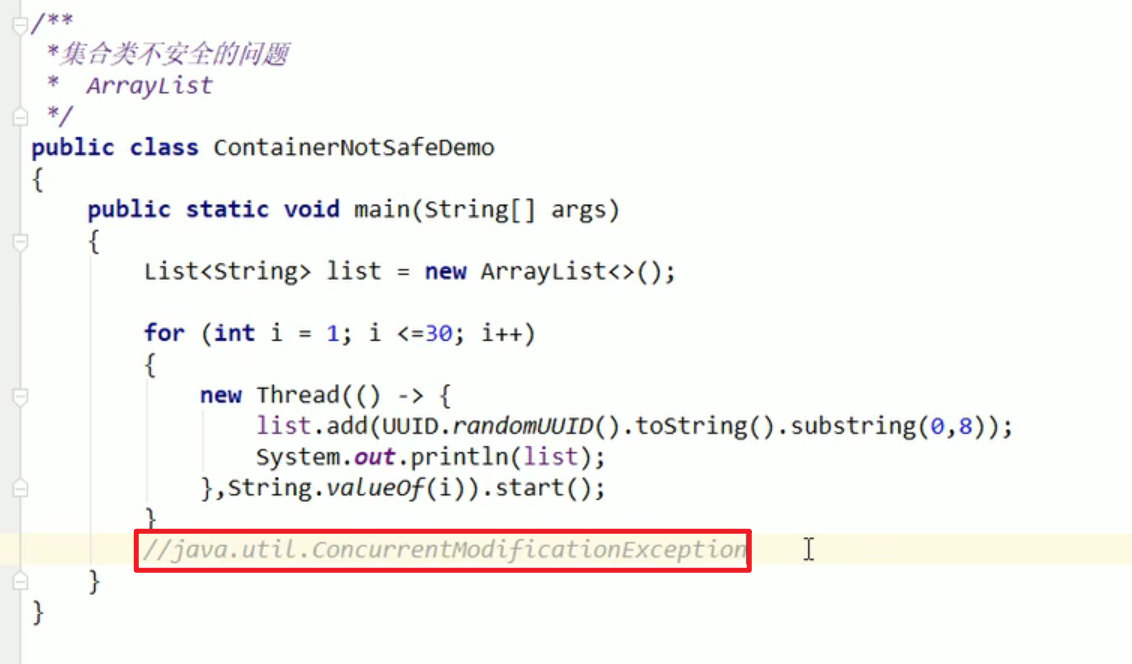 /**
 *集合类不安全的问题
 *  ArrayList
 */
public class ContainerNotSafeDemo
{
    public static void main(String[] args)
    {
        List<String> list = new ArrayList<>();
        for (int i = 1; i <=30; i++)
        {
            new Thread(() -> {
                list.add(UUID.randomUUID().toString().substring(0,8));
                System.out.println(list);
            },String.valueOf(i)).start();
        }
        //java.util.ConcurrentModificationException
    }
}